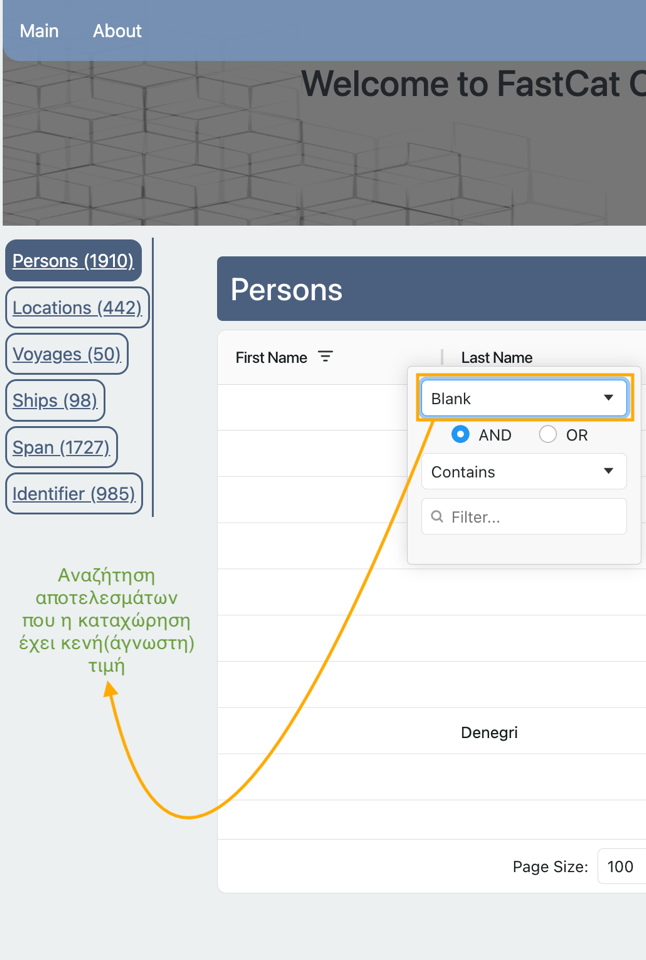 Main About
Welcome to FastCat
Persons (1910)
Locations (442)
Voyages (50)
Ships (98)
Span (1727)
Identifier (985)
Persons
First Name Last Name
Blank
AND OR
Contains
Filter...
Αναζήτηση
αποτελεσμάτων
που η καταχώρηση
έχει κενή(άγνωστη)
τιμή
Denegri
Page Size: 100